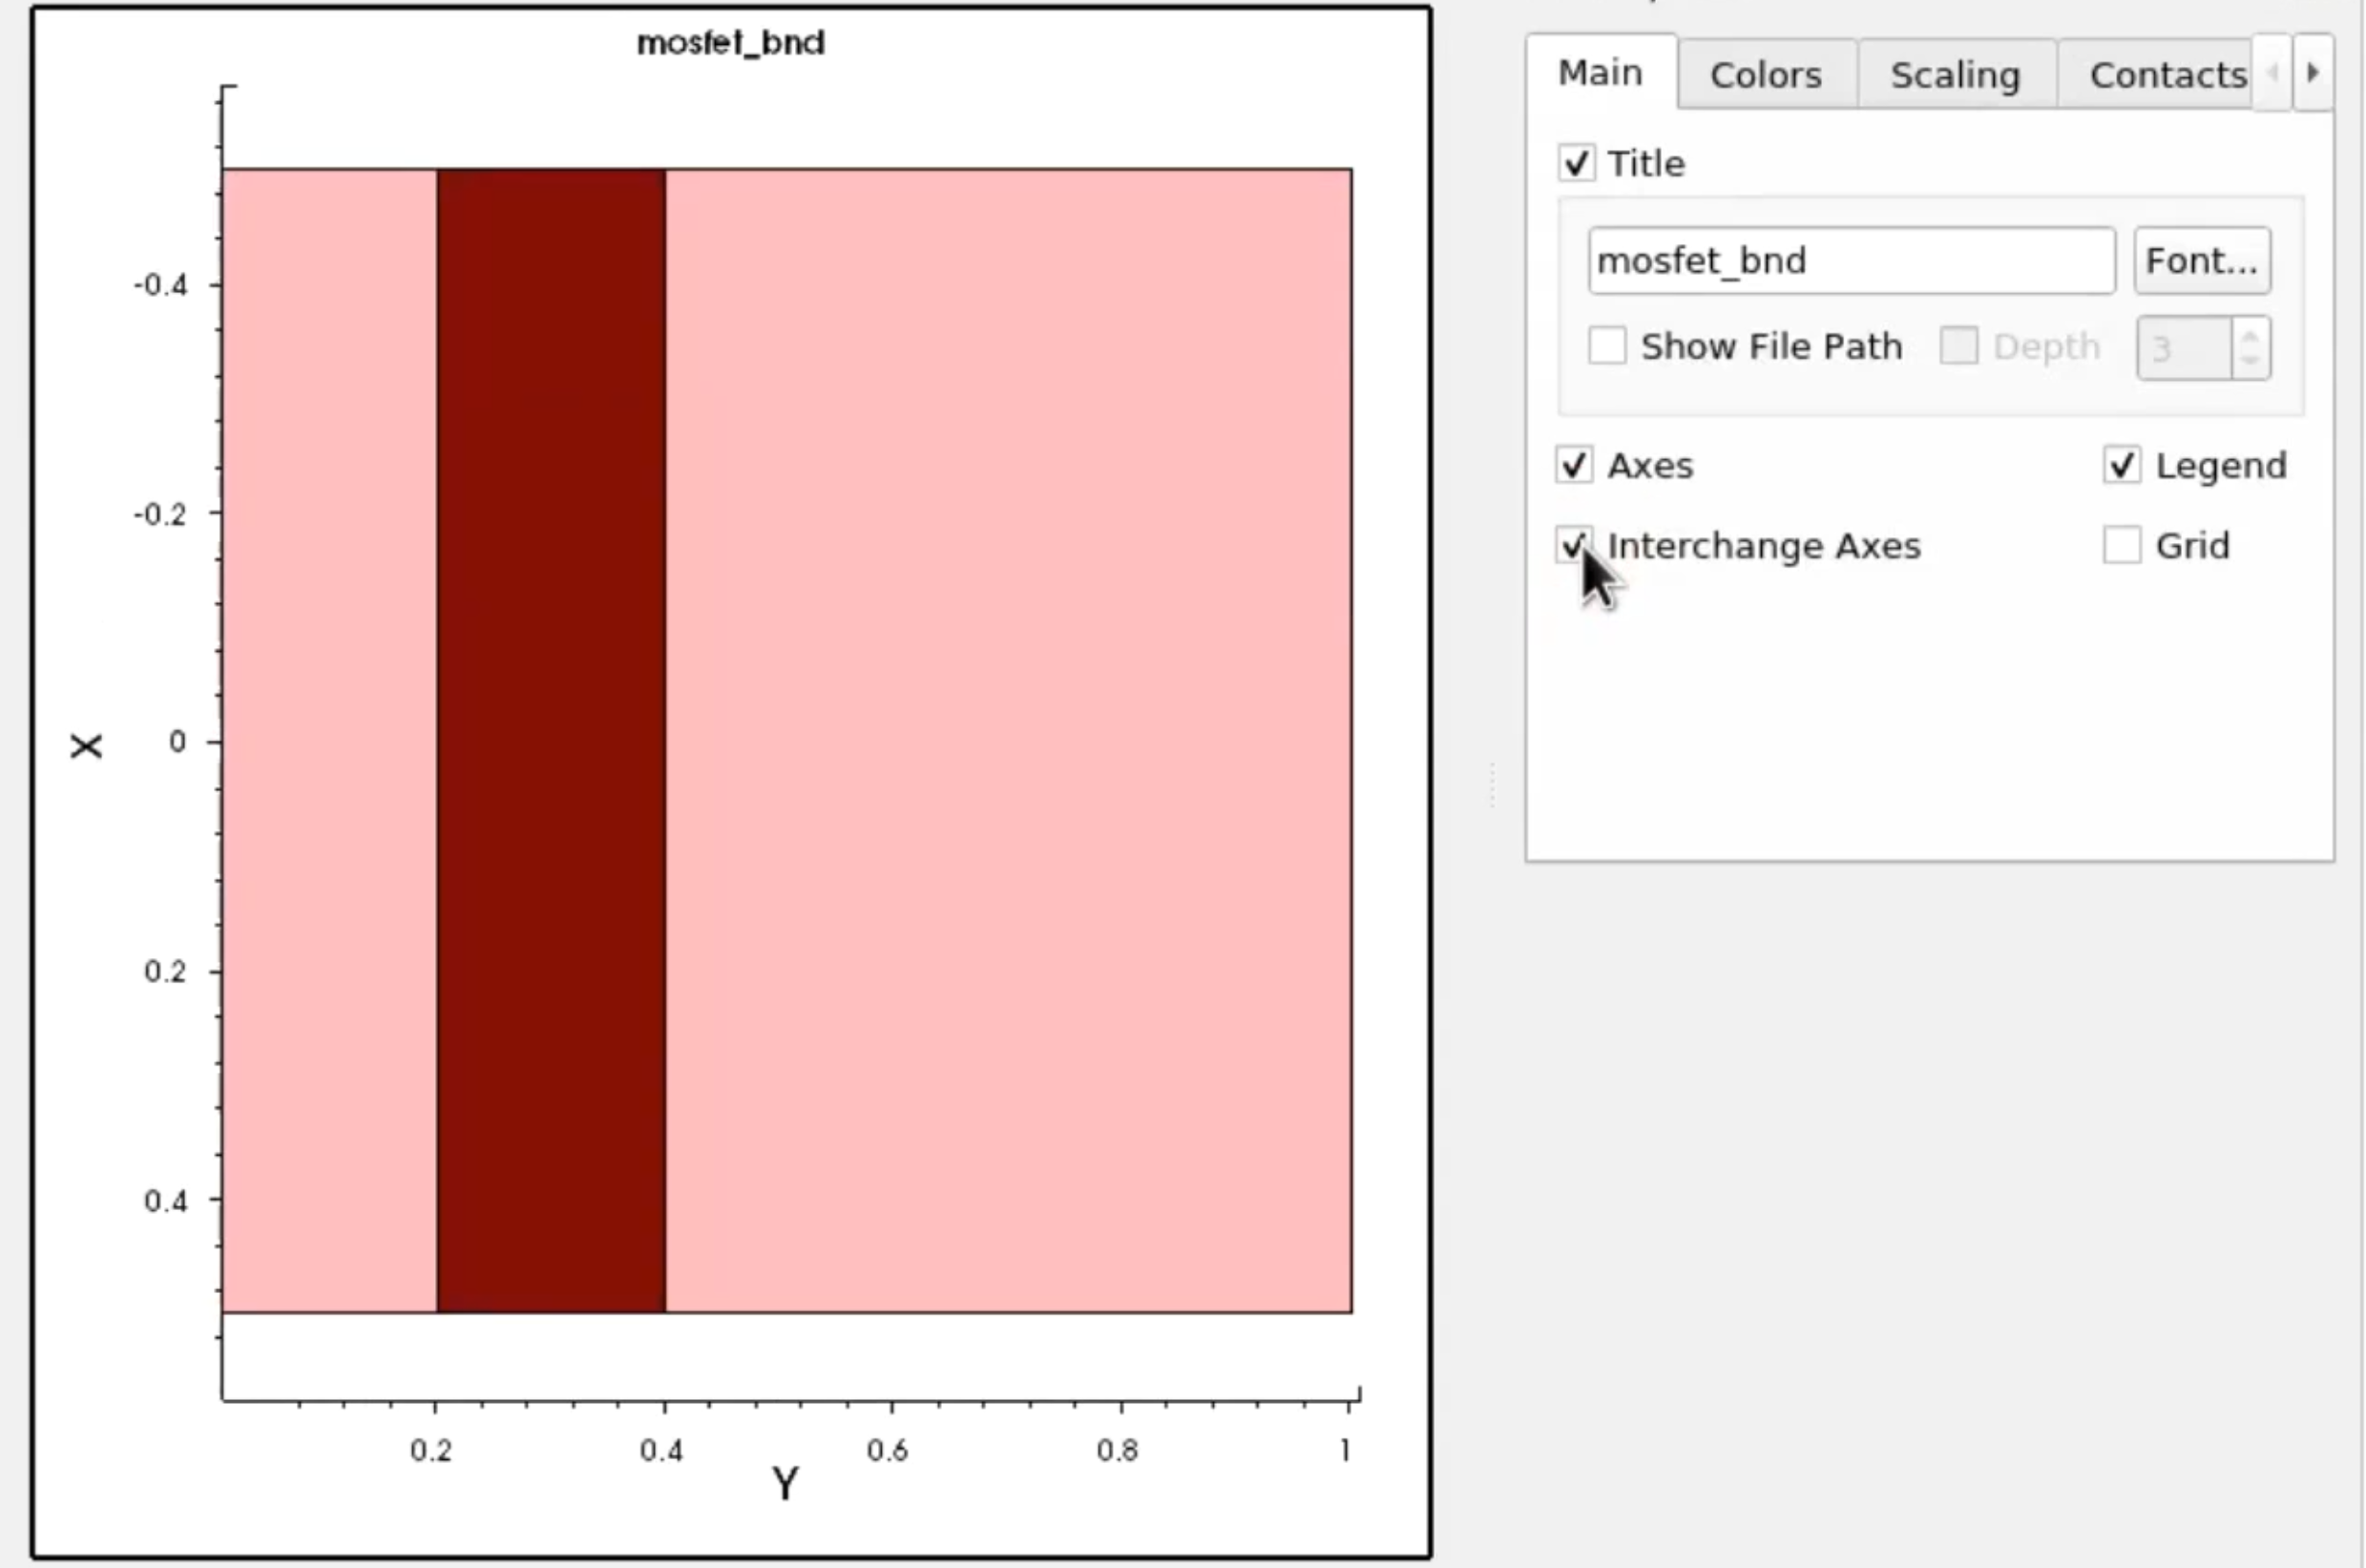 mosfet_bnd
-0.4
-0.2
0
0.2
0.4
X
0.2 0.4 0.6 0.8 1
Y
Main Colors Scaling Contacts
Title
mosfet_bnd Font...
Show File Path Depth 3
Axes Legend
Interchange Axes Grid